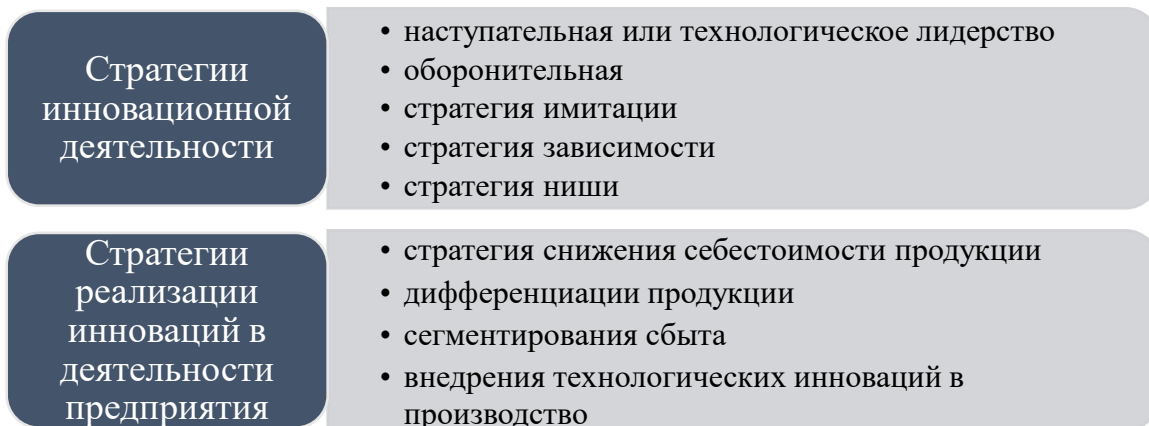 Стратегии
инновационной
деятельности
• наступательная или технологическое лидерство
• оборонительная
• стратегия имитации
• стратегия зависимости
• стратегия ниши
Стратегии
реализации
инноваций в
деятельности
предприятия
• стратегия снижения себестоимости продукции
• дифференциации продукции
• сегментирования сбыта
• внедрения технологических инноваций в
производство